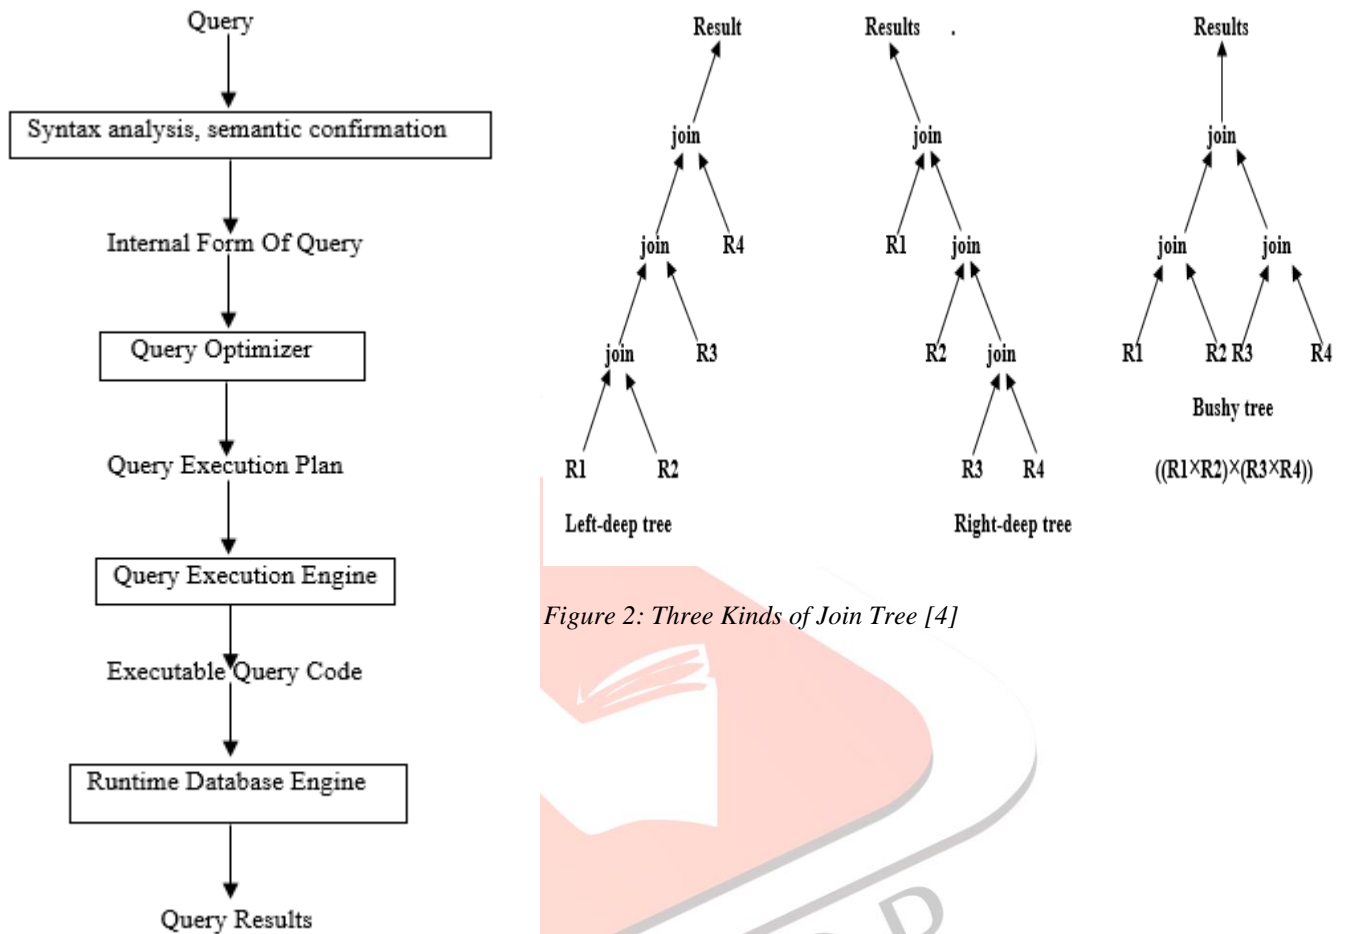 Query
Syntax analysis, semantic confirmation
Internal Form Of Query
Query Optimizer
Query Execution Plan
Query Execution Engine
Executable Query Code
Runtime Database Engine
Query Results
Result
join
join R4
join R3
R1 R2
Left-deep tree
Results .
join
R1 join
R2 join
R3 R4
Right-deep tree
Results
join
join join
R1 R2 R3 R4
Bushy tree
((R1×R2)×(R3×R4))
Figure 2: Three Kinds of Join Tree [4]